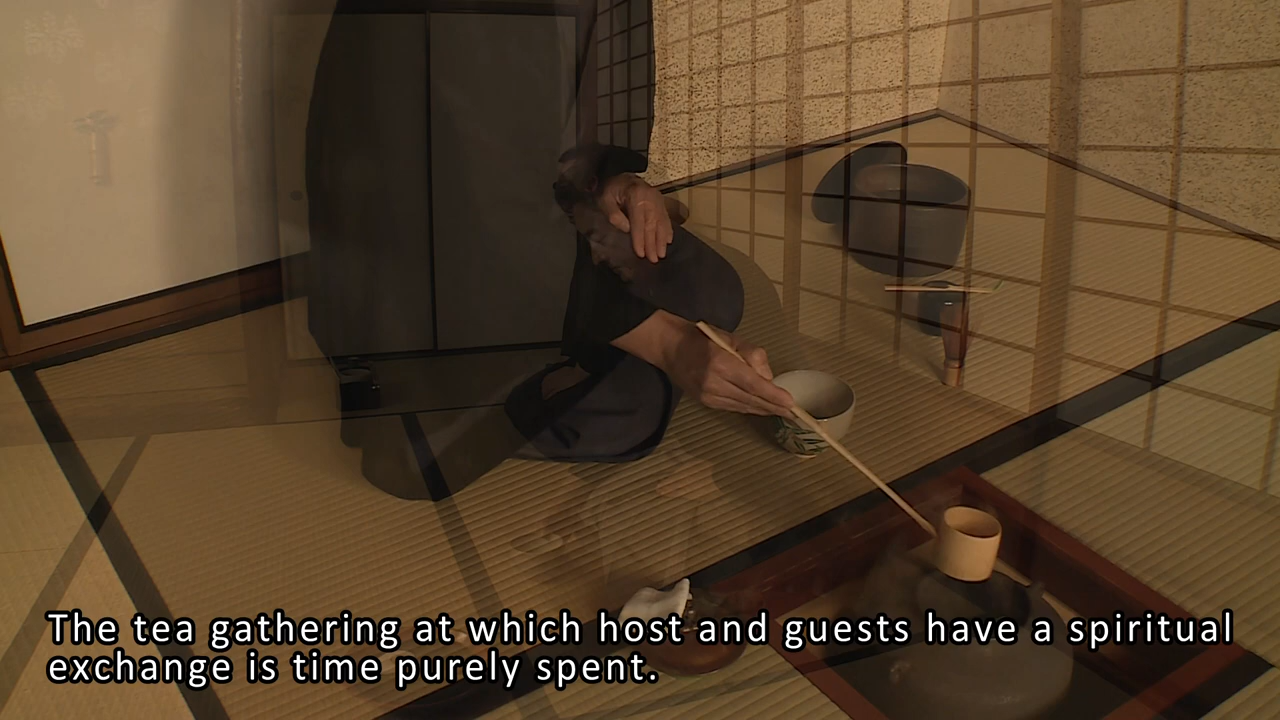 The tea gathering at which host and guests have a spiritual
exchange is time purely spent.